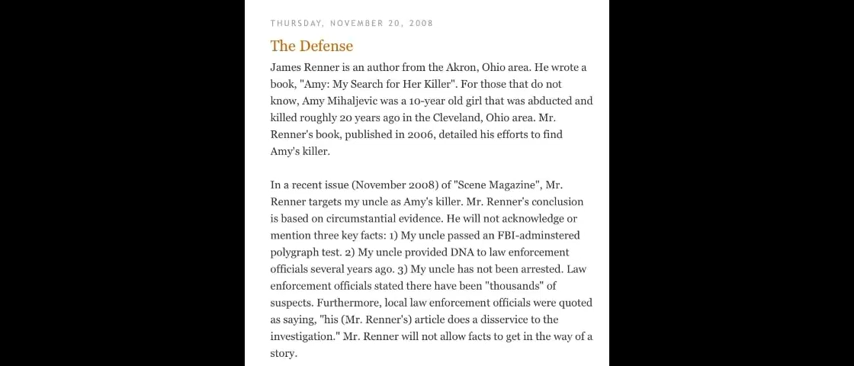 THURSDAY, NOVEMBER 20, 2008
The Defense
James Renner is an author from the Akron, Ohio area. He wrote a
book, "Amy: My Search for Her Killer". For those that do not
know, Amy Mihaljevic was a 10-year old girl that was abducted and
killed roughly 20 years ago in the Cleveland, Ohio area. Mr.
Renner's book, published in 2006, detailed his efforts to find
Amy's killer.
In a recent issue (November 2008) of "Scene Magazine", Mr.
Renner targets my uncle as Amy's killer. Mr. Renner's conclusion
is based on circumstantial evidence. He will not acknowledge or
mention three key facts: 1) My uncle passed an FBI-adminstered
polygraph test. 2) My uncle provided DNA to law enforcement
officials several years ago. 3) My uncle has not been arrested. Law
enforcement officials stated there have been "thousands" of
suspects. Furthermore, local law enforcement officials were quoted
as saying, "his (Mr. Renner's) article does a disservice to the
investigation." Mr. Renner will not allow facts to get in the way of a
story.